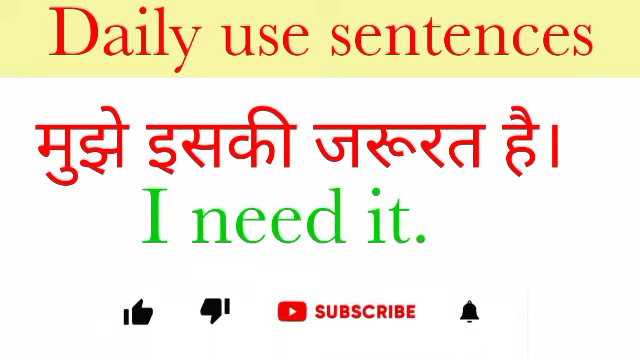 Daily use sentences
मुझे इसकी जरूरत है।
I need it.
SUBSCRIBE